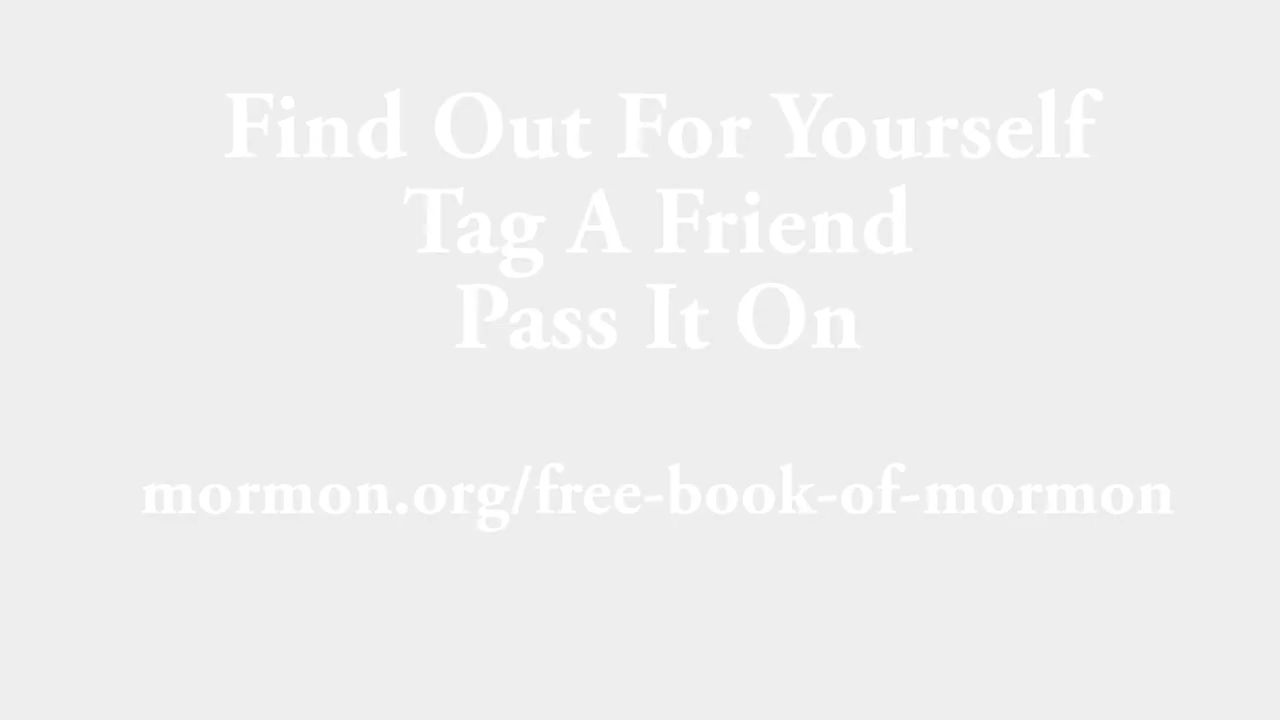 Find Out For Yourself
Tag A Friend
Pass It On
mormon.org/free-book-of-mormon